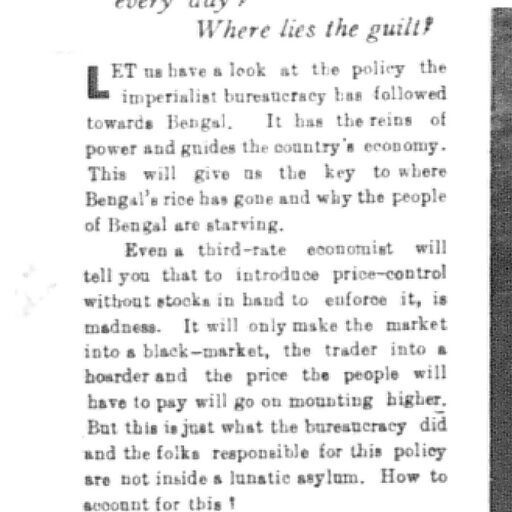 every day?
Where lies the guilt?
LET us have a look at the policy the
imperialist bureaucracy has followed
towards Bengal. It has the reins of
power and guides the country's economy.
This will give us the key to where
Bengal's rice has gone and why the people
of Bengal are starving.
Even a third-rate economist will
tell you that to introduce price-control
without stocks in hand to enforce it, is
madness. It will only make the market
into a black-market, the trader into a
hoarder and the price the people will
have to pay will go on mounting higher.
But this is just what the bureaucracy did
and the folks responsible for this policy
are not inside a lunatic asylum. How to
account for this !